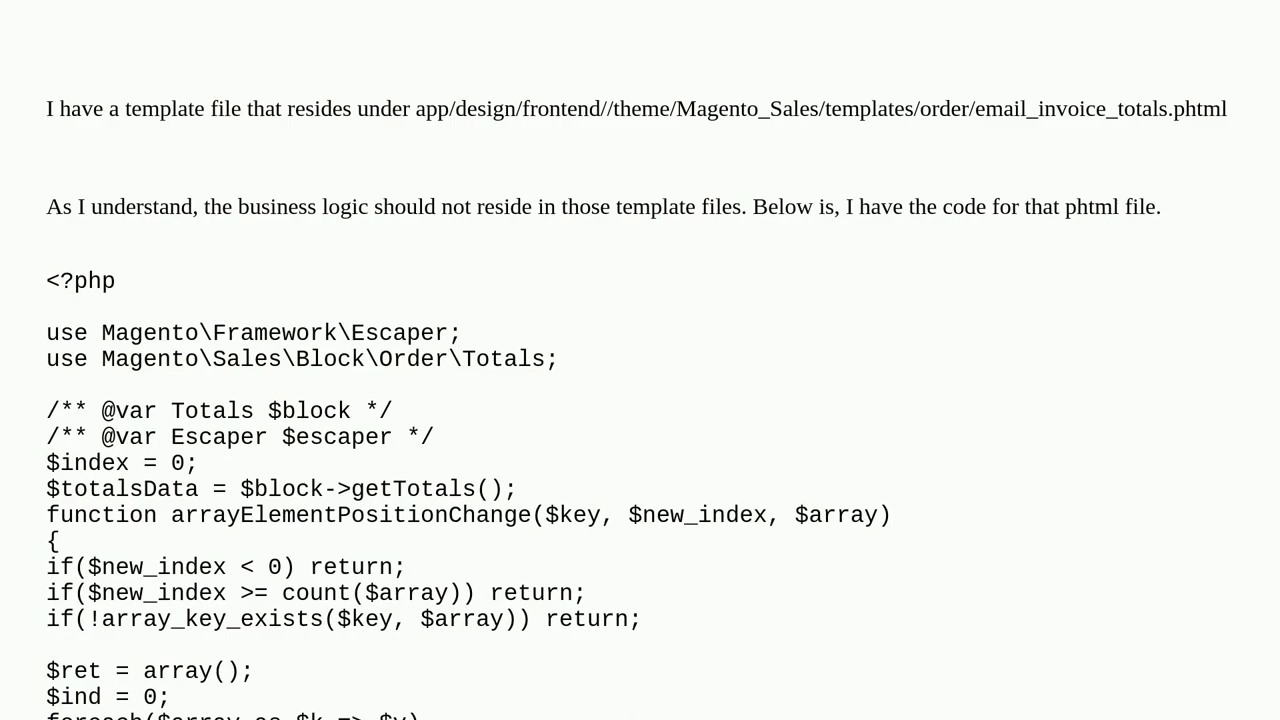 I have a template file that resides under app/design/frontend//theme/Magento_Sales/templates/order/email_invoice_totals.phtml
As I understand, the business logic should not reside in those template files. Below is, I have the code for that phtml file.
<?php
use Magento\Framework\Escaper;
use Magento\Sales\Block\Order\Totals;
/** @var Totals $block */
/** @var Escaper $escaper */
$index = 0;
$totalsData = $block->getTotals();
function arrayElementPositionChange($key, $new_index, $array)
{
if($new_index < 0) return;
if($new_index >= count($array)) return;
if(!array_key_exists($key, $array)) return;
$ret = array();
$ind = 0;
foreach($array as $k => $v)